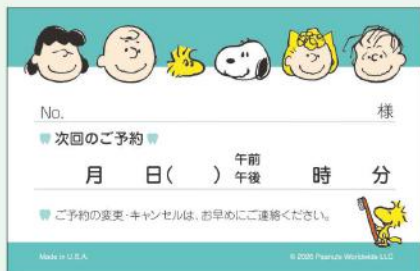 No. 様
次回のご予約
月 日( ) 午前 午後 時 分
ご予約の変更・キャンセルは、お早めにご連絡ください。
Made in U.S.A. © 2026 Peanuts Worldwide LLC